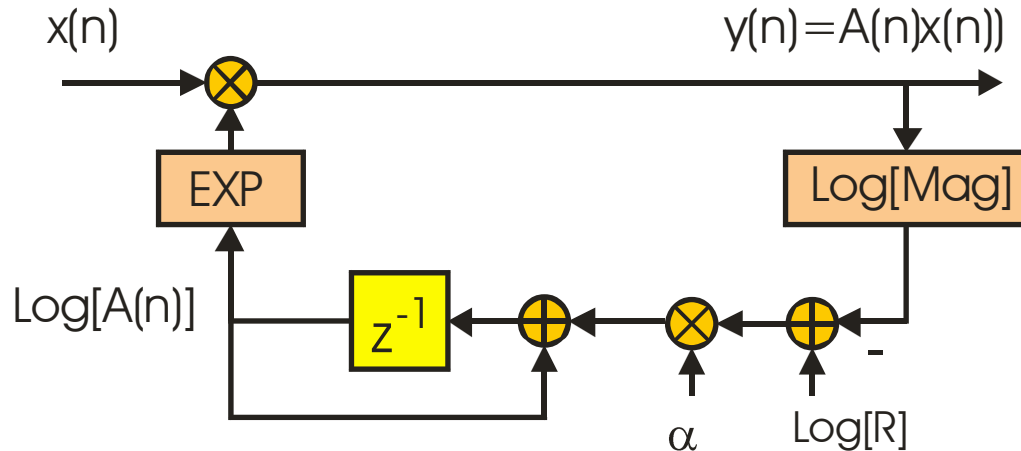 x(n)
y(n)=A(n)x(n))
EXP
Log[Mag]
Log[A(n)]
z^-1
-
α
Log[R]